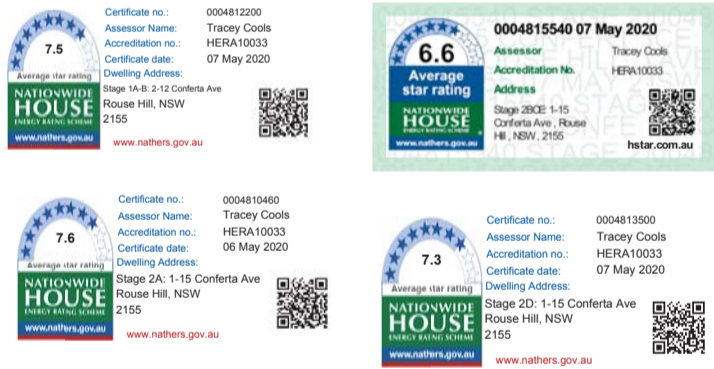 7.5
Average star rating
NATIONWIDE
HOUSE
ENERGY RATING SCHEME
www.nathers.gov.au
Certificate no.: 0004812200
Assessor Name: Tracey Cools
Accreditation no.: HERA10033
Certificate date: 07 May 2020
Dwelling Address:
Stage 1A-B: 2-12 Conferta Ave
Rouse Hill, NSW
2155
www.nathers.gov.au
6.6
Average
star rating
NATIONWIDE
HOUSE
ENERGY RATING SCHEME
www.nathers.gov.au
0004815540 07 May 2020
Assessor Tracey Cools
Accreditation No. HERA10033
Address
Stage 2BCE: 1-15
Conferta Ave , Rouse
Hill , NSW , 2155
hstar.com.au
7.6
Average star rating
NATIONWIDE
HOUSE
ENERGY RATING SCHEME
www.nathers.gov.au
Certificate no.: 0004810460
Assessor Name: Tracey Cools
Accreditation no.: HERA10033
Certificate date: 06 May 2020
Dwelling Address:
Stage 2A: 1-15 Conferta Ave
Rouse Hill, NSW
2155
www.nathers.gov.au
7.3
Average star rating
NATIONWIDE
HOUSE
ENERGY RATING SCHEME
www.nathers.gov.au
Certificate no.: 0004813500
Assessor Name: Tracey Cools
Accreditation no.: HERA10033
Certificate date: 07 May 2020
Dwelling Address:
Stage 2D: 1-15 Conferta Ave
Rouse Hill, NSW
2155
www.nathers.gov.au